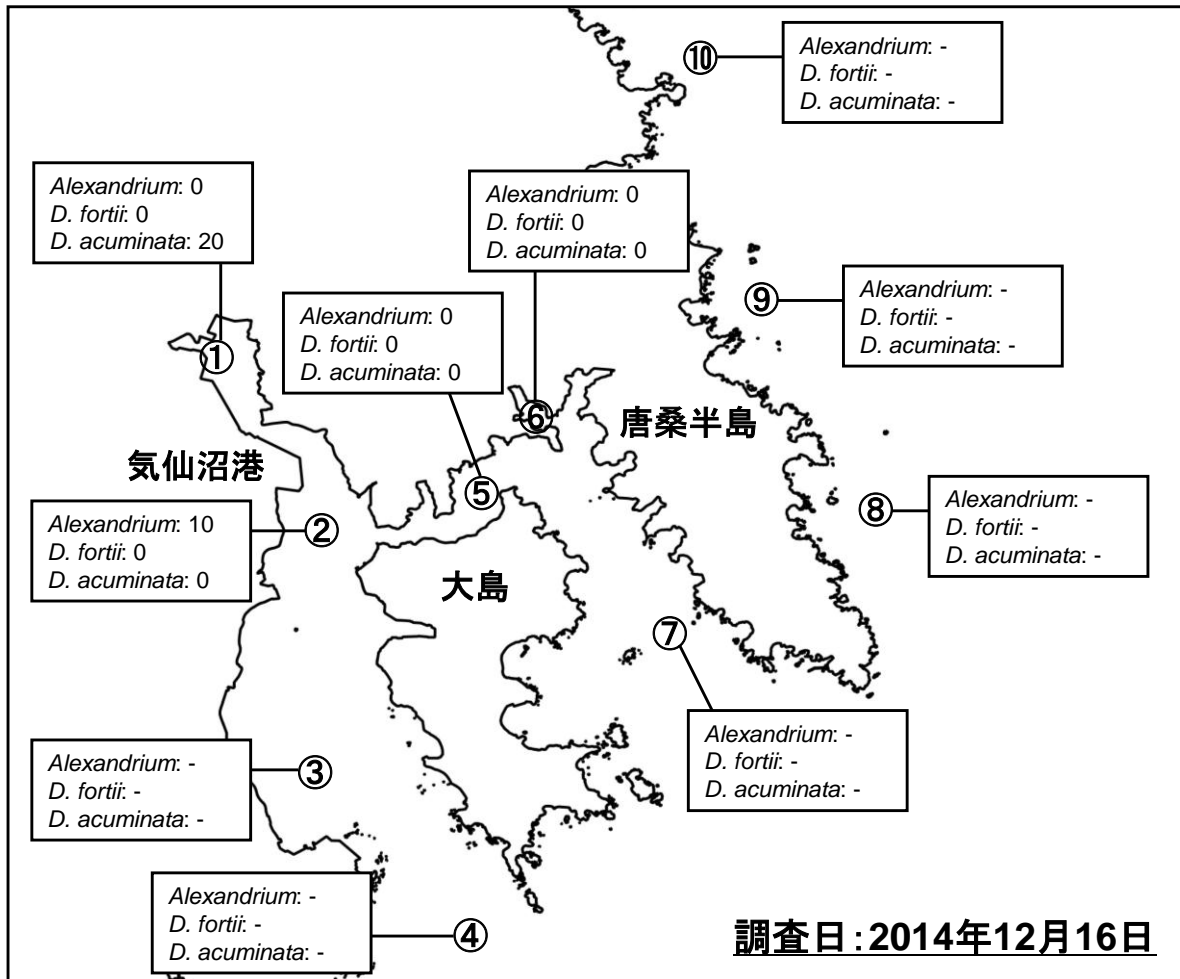 ⑩
Alexandrium: -
D. fortii: -
D. acuminata: -
Alexandrium: 0
D. fortii: 0
D. acuminata: 20
①
Alexandrium: 0
D. fortii: 0
D. acuminata: 0
⑥
Alexandrium: 0
D. fortii: 0
D. acuminata: 0
⑤
⑨
Alexandrium: -
D. fortii: -
D. acuminata: -
唐桑半島
気仙沼港
Alexandrium: 10
D. fortii: 0
D. acuminata: 0
②
大島
⑧
Alexandrium: -
D. fortii: -
D. acuminata: -
⑦
Alexandrium: -
D. fortii: -
D. acuminata: -
Alexandrium: -
D. fortii: -
D. acuminata: -
③
Alexandrium: -
D. fortii: -
D. acuminata: -
④
調査日:2014年12月16日